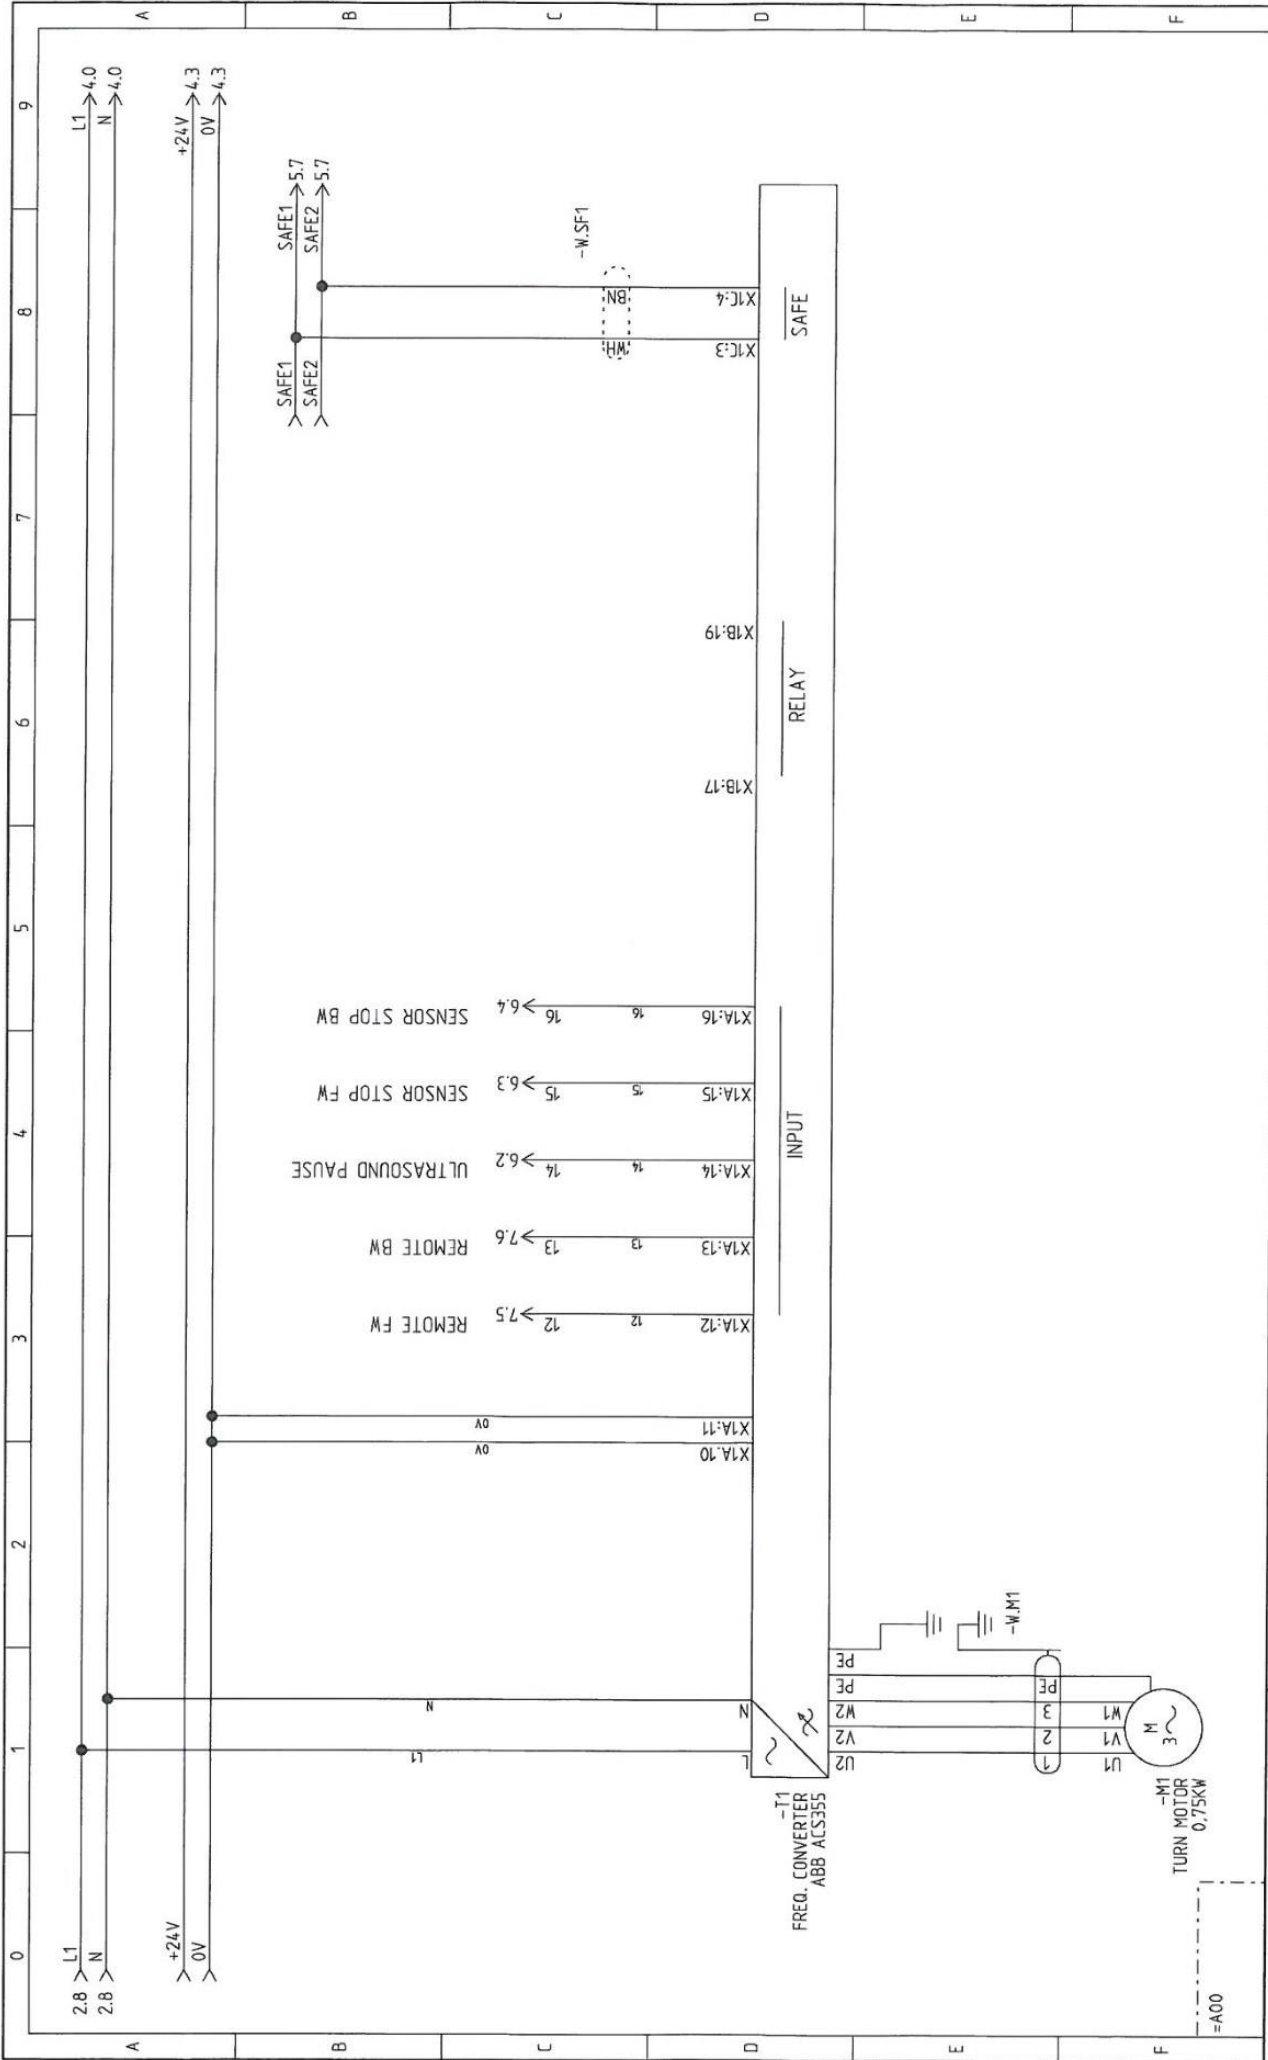 0 1 2 3 4 5 6 7 8 9
A
B
C
D
E
F
A
B
C
D
E
F
2.8 L1
2.8 N
+24V
0V
L1 4.0
N 4.0
+24V 4.3
0V 4.3
SAFE1 SAFE1 5.7
SAFE2 SAFE2 5.7
REMOTE FW
REMOTE BW
ULTRASOUND PAUSE
SENSOR STOP FW
SENSOR STOP BW
7.5
7.6
6.2
6.3
6.4
12
13
14
15
16
L1
N
0V
0V
12
13
14
15
16
-W.SF1
WH
BN
L
N
X1A:10
X1A:11
X1A:12
X1A:13
X1A:14
X1A:15
X1A:16
X1B:17
X1B:19
X1C:3
X1C:4
-T1
FREQ. CONVERTER
ABB ACS355
INPUT
RELAY
SAFE
U2
V2
W2
PE
PE
1
2
3
PE
-W.M1
U1
V1
W1
M
3
-M1
TURN MOTOR
0,75KW
=A00